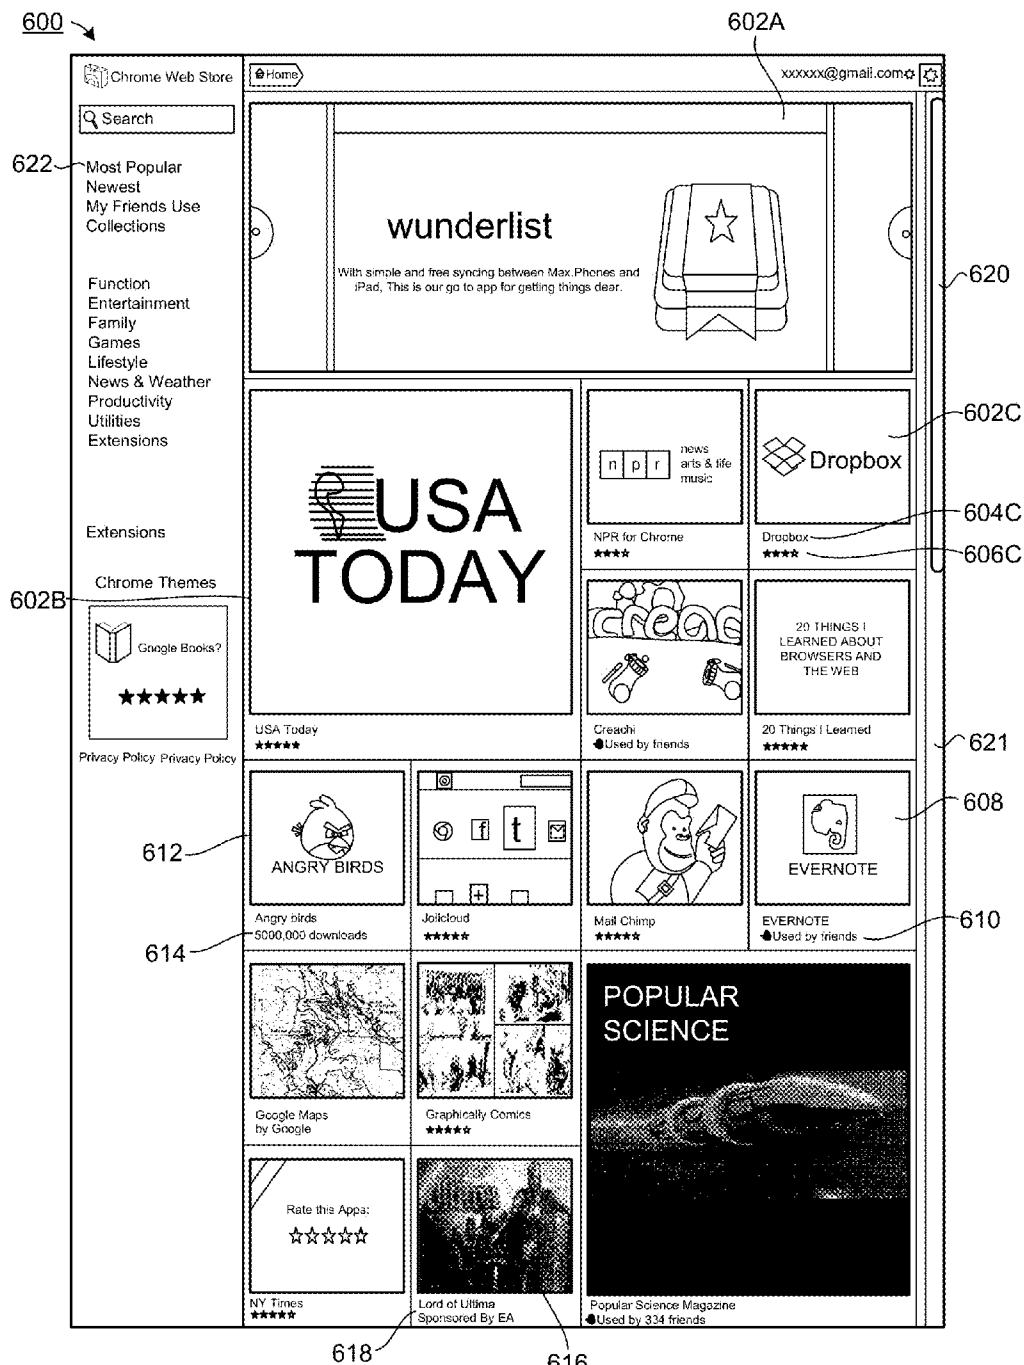 600
602A
Chrome Web Store
Home
xxxxxx@gmail.com
Search
622
Most Popular
Newest
My Friends Use
Collections
Function
Entertainment
Family
Games
Lifestyle
News & Weather
Productivity
Utilities
Extensions
Extensions
Chrome Themes
Google Books?
Privacy Policy Privacy Policy
wunderlist
With simple and free syncing between Max.Phones and
iPad, This is our go to app for getting things dear.
620
602B
USA
TODAY
USA Today
n p r
news
arts & life
music
NPR for Chrome
Dropbox
602C
Dropbox
604C
606C
Creachi
Used by friends
20 THINGS I
LEARNED ABOUT
BROWSERS AND
THE WEB
20 Things I Learned
621
612
ANGRY BIRDS
Angry birds
5000,000 downloads
614
f
t
Jolicloud
Mail Chimp
608
EVERNOTE
EVERNOTE
Used by friends
610
Google Maps
by Google
Graphically Comics
POPULAR
SCIENCE
Rate this Apps:
NY Times
Lord of Ultima
Sponsored By EA
Popular Science Magazine
Used by 334 friends
618
616